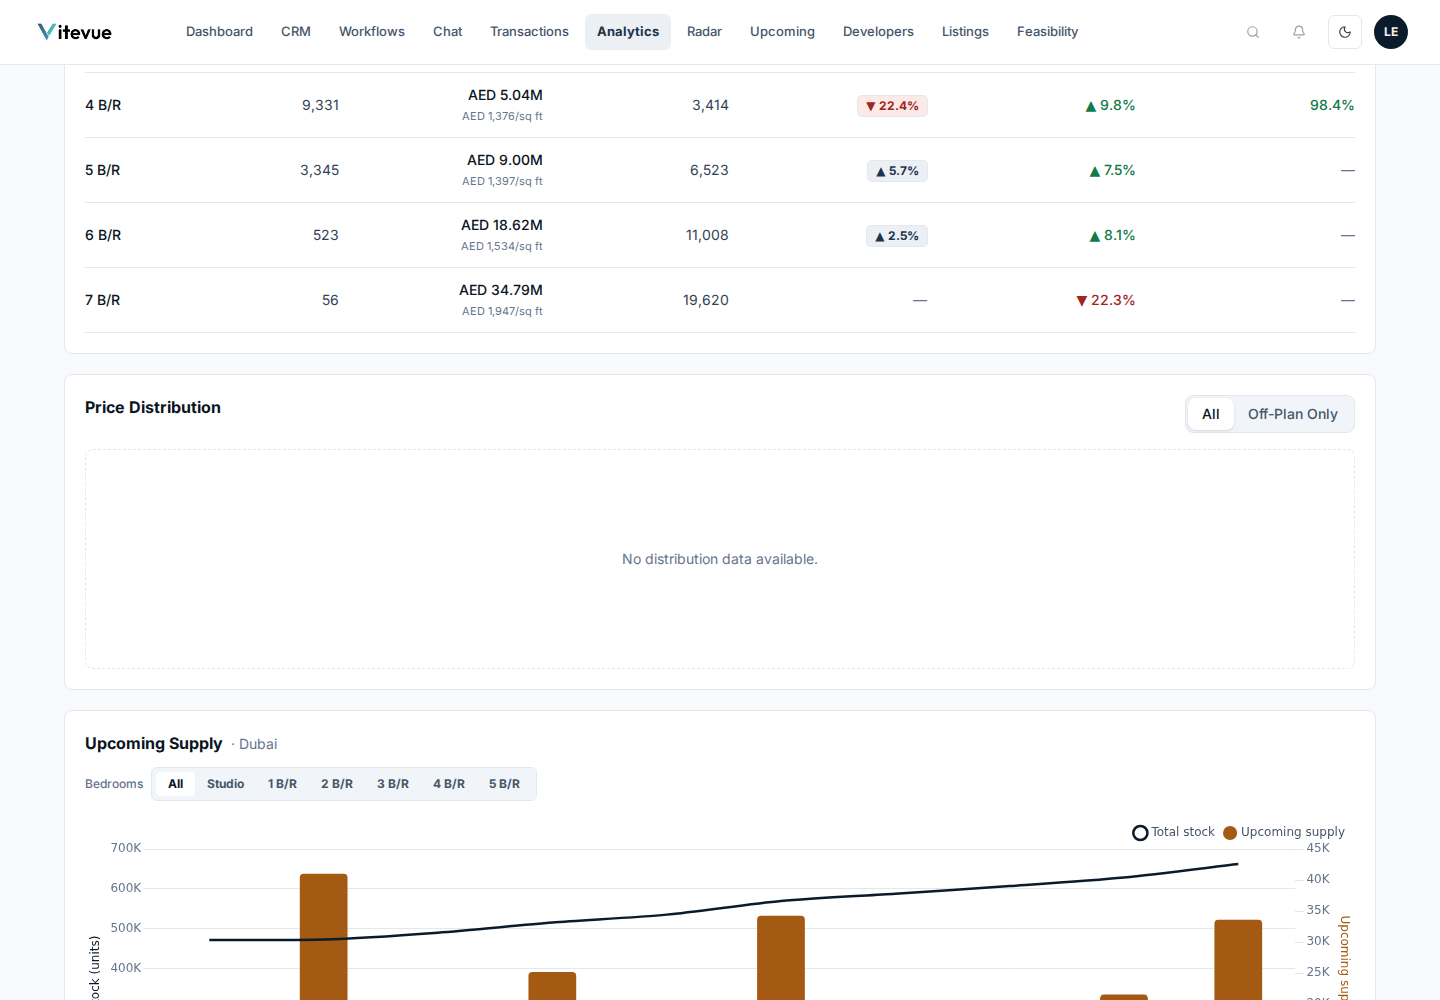 Vitevue Dashboard CRM Workflows Chat Transactions Analytics Radar Upcoming Developers Listings Feasibility LE
4 B/R 9,331 AED 5.04M 3,414 ▼ 22.4% ▲ 9.8% 98.4%
AED 1,376/sq ft
5 B/R 3,345 AED 9.00M 6,523 ▲ 5.7% ▲ 7.5% —
AED 1,397/sq ft
6 B/R 523 AED 18.62M 11,008 ▲ 2.5% ▲ 8.1% —
AED 1,534/sq ft
7 B/R 56 AED 34.79M 19,620 — ▼ 22.3% —
AED 1,947/sq ft
Price Distribution All Off-Plan Only
No distribution data available.
Upcoming Supply · Dubai
Bedrooms All Studio 1 B/R 2 B/R 3 B/R 4 B/R 5 B/R
Total stock Upcoming supply
700K 45K
600K 40K
500K 35K
400K 30K
25K
(units)
Upcoming